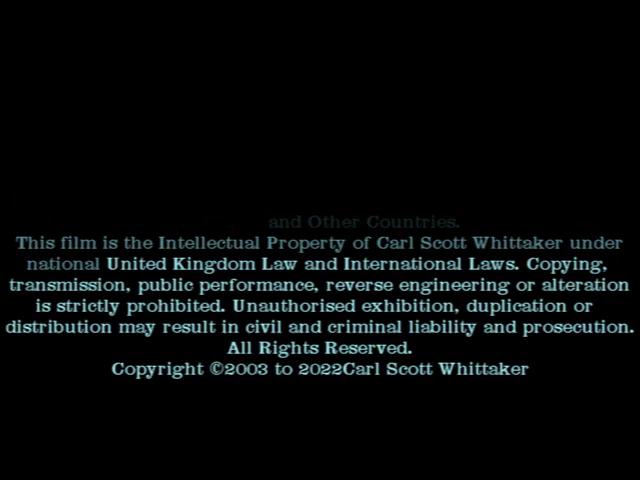 and Other Countries.
This film is the Intellectual Property of Carl Scott Whittaker under
national United Kingdom Law and International Laws. Copying,
transmission, public performance, reverse engineering or alteration
is strictly prohibited. Unauthorised exhibition, duplication or
distribution may result in civil and criminal liability and prosecution.
All Rights Reserved.
Copyright ©2003 to 2022Carl Scott Whittaker